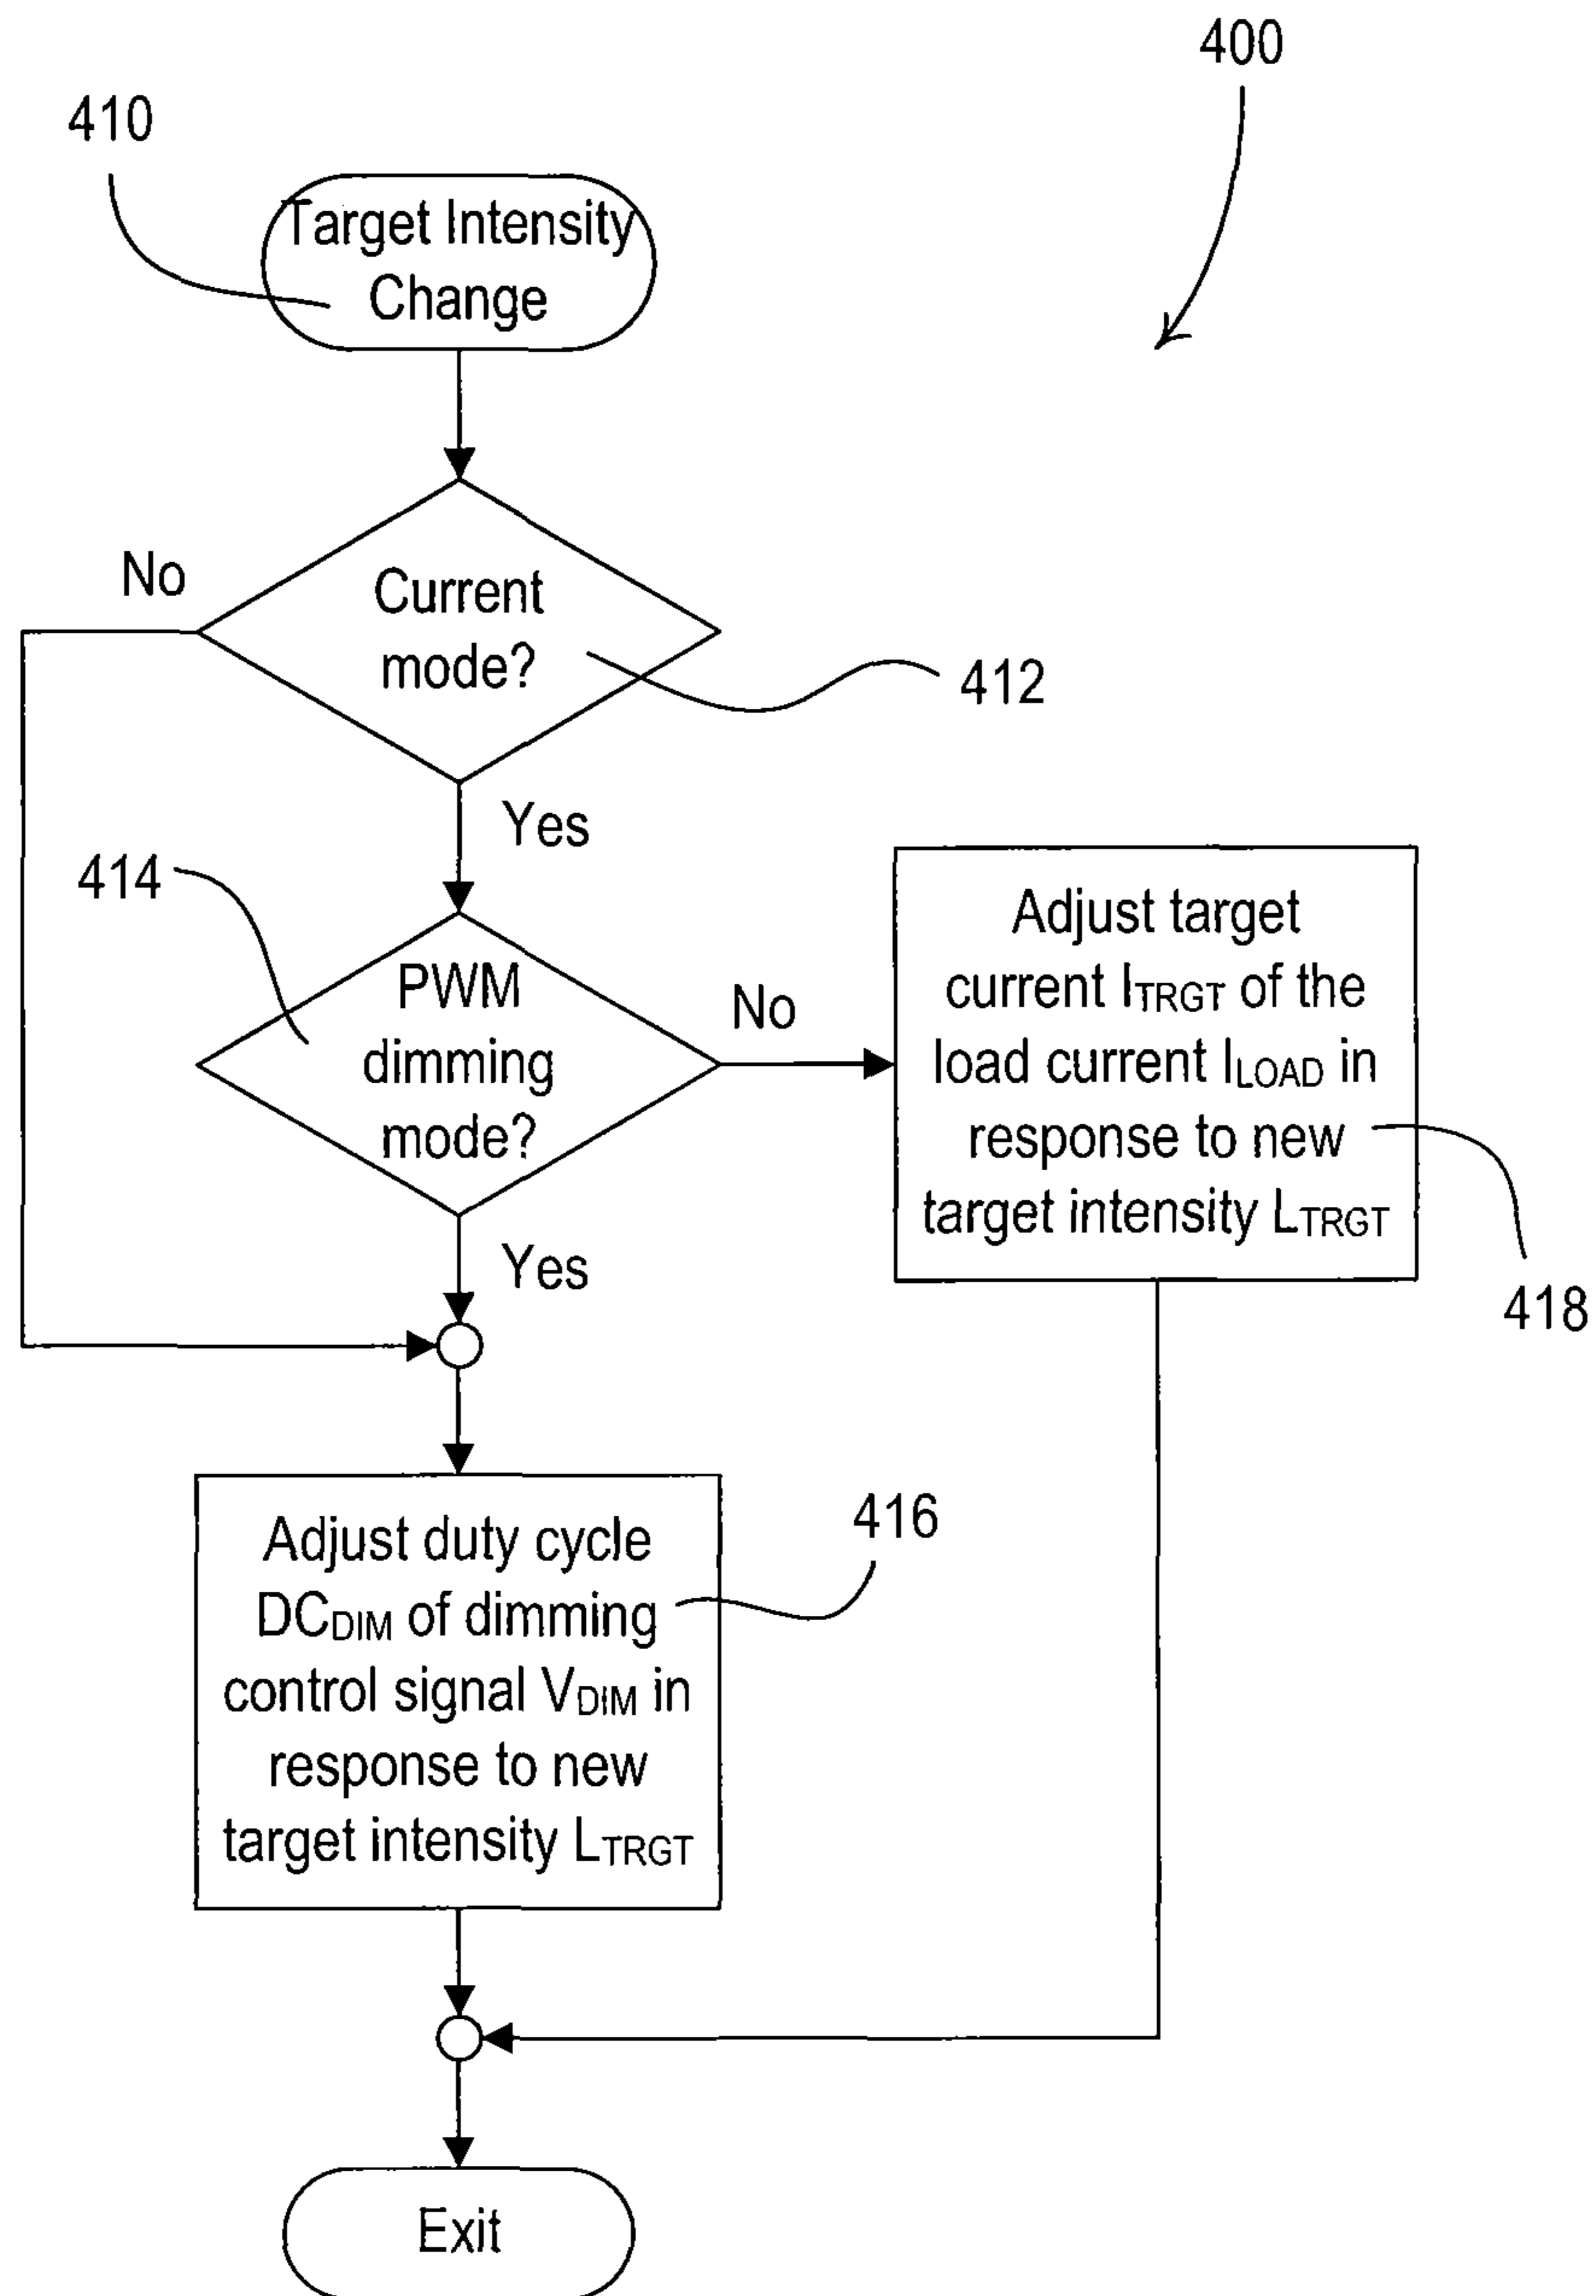 400
410
Target Intensity
Change
No
Current
mode?
412
Yes
414
PWM
dimming
mode?
No
Adjust target
current ITRGT of the
load current ILOAD in
response to new
target intensity LTRGT
418
Yes
Adjust duty cycle
DCDIM of dimming
control signal VDIM in
response to new
target intensity LTRGT
416
Exit